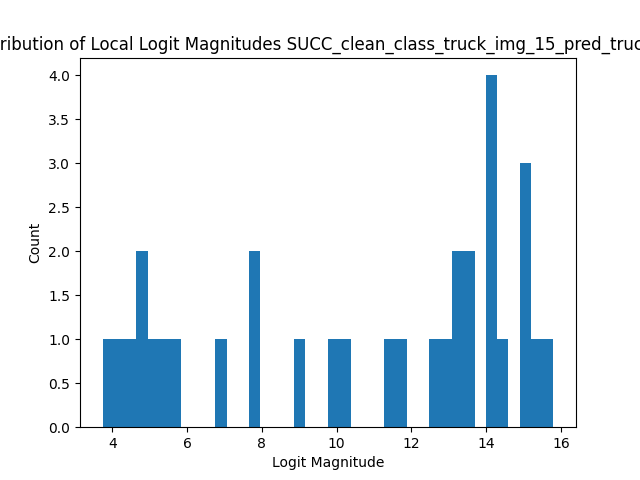 ribution of Local Logit Magnitudes SUCC_clean_class_truck_img_15_pred_truc
4.0
3.5
3.0
2.5
2.0
1.5
1.0
0.5
0.0
Count
4 6 8 10 12 14 16
Logit Magnitude